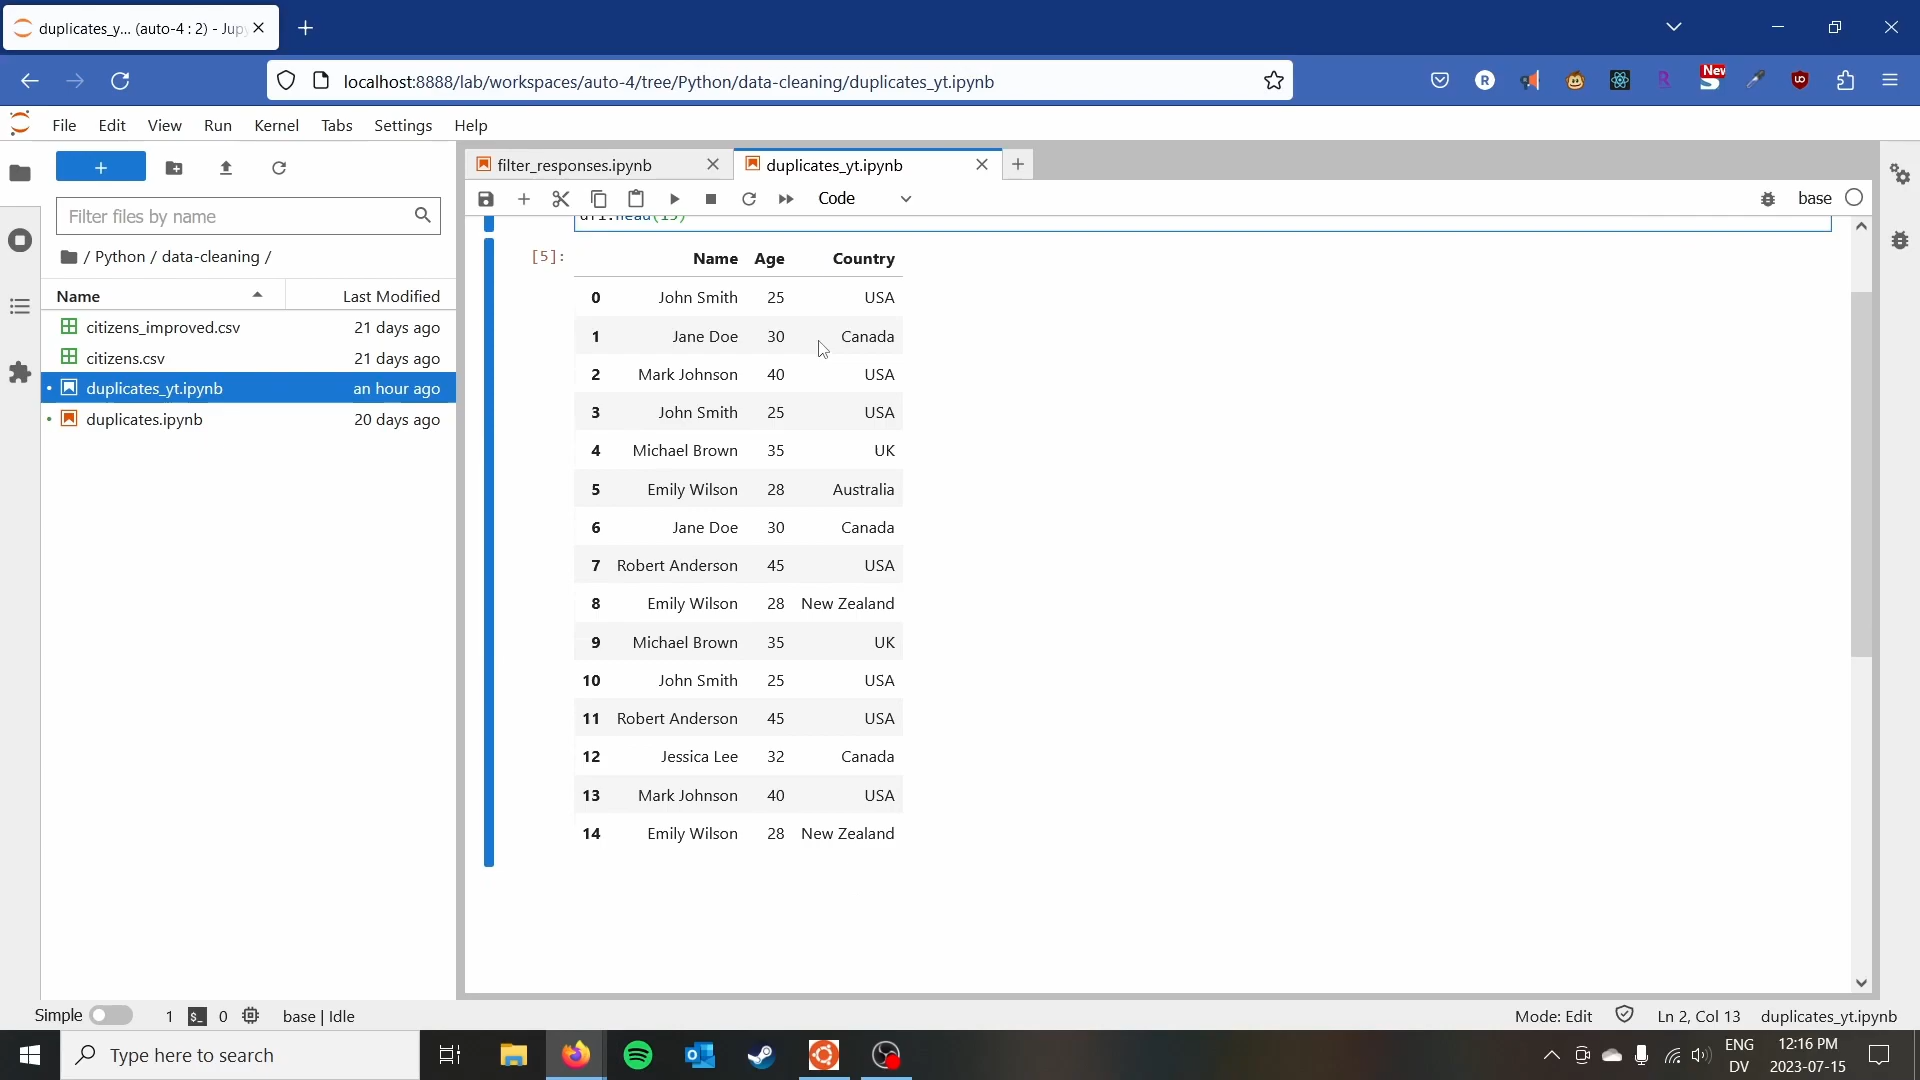 duplicates_y... (auto-4 : 2) - Jup
localhost:8888/lab/workspaces/auto-4/tree/Python/data-cleaning/duplicates_yt.ipynb
New
File Edit View Run Kernel Tabs Settings Help
filter_responses.ipynb
duplicates_yt.ipynb
Code
base
Filter files by name
/ Python / data-cleaning /
Name Last Modified
citizens_improved.csv 21 days ago
citizens.csv 21 days ago
duplicates_yt.ipynb an hour ago
duplicates.ipynb 20 days ago
[5]:
Name Age Country
0 John Smith 25 USA
1 Jane Doe 30 Canada
2 Mark Johnson 40 USA
3 John Smith 25 USA
4 Michael Brown 35 UK
5 Emily Wilson 28 Australia
6 Jane Doe 30 Canada
7 Robert Anderson 45 USA
8 Emily Wilson 28 New Zealand
9 Michael Brown 35 UK
10 John Smith 25 USA
11 Robert Anderson 45 USA
12 Jessica Lee 32 Canada
13 Mark Johnson 40 USA
14 Emily Wilson 28 New Zealand
Simple 1 0 base | Idle
Mode: Edit Ln 2, Col 13 duplicates_yt.ipynb
Type here to search
ENG
DV
12:16 PM
2023-07-15